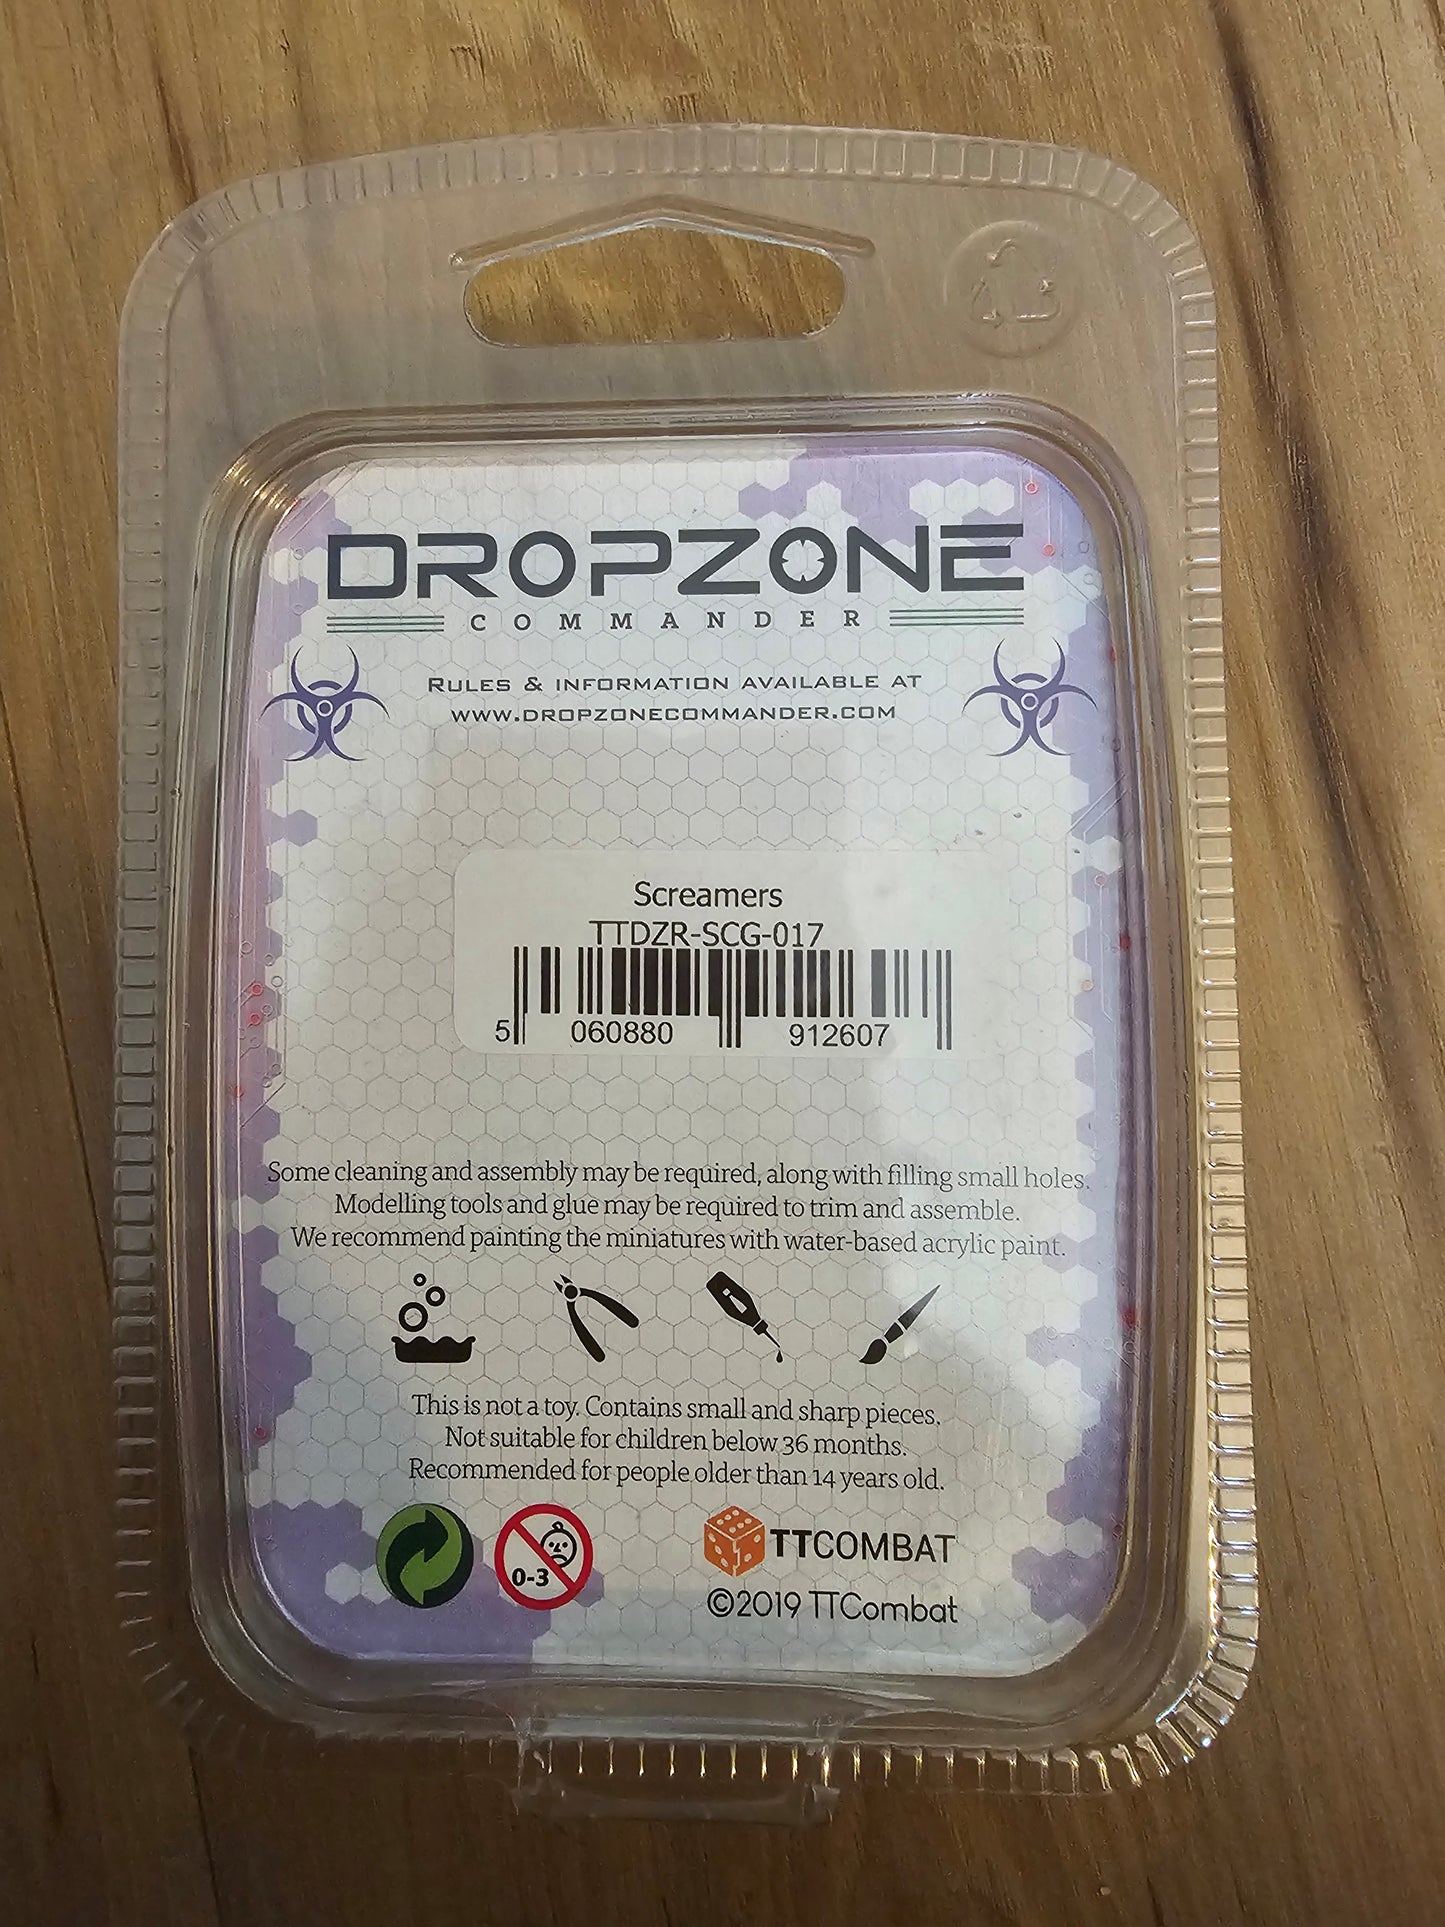 DROPZONE
COMMANDER
RULES & INFORMATION AVAILABLE AT
WWW.DROPZONECOMMANDER.COM
Screamers
TTDZR-SCG-017
5 060880 912607
Some cleaning and assembly may be required, along with filling small holes.
Modelling tools and glue may be required to trim and assemble.
We recommend painting the miniatures with water-based acrylic paint.
This is not a toy. Contains small and sharp pieces.
Not suitable for children below 36 months.
Recommended for people older than 14 years old.
0-3
TTCOMBAT
©2019 TTCombat